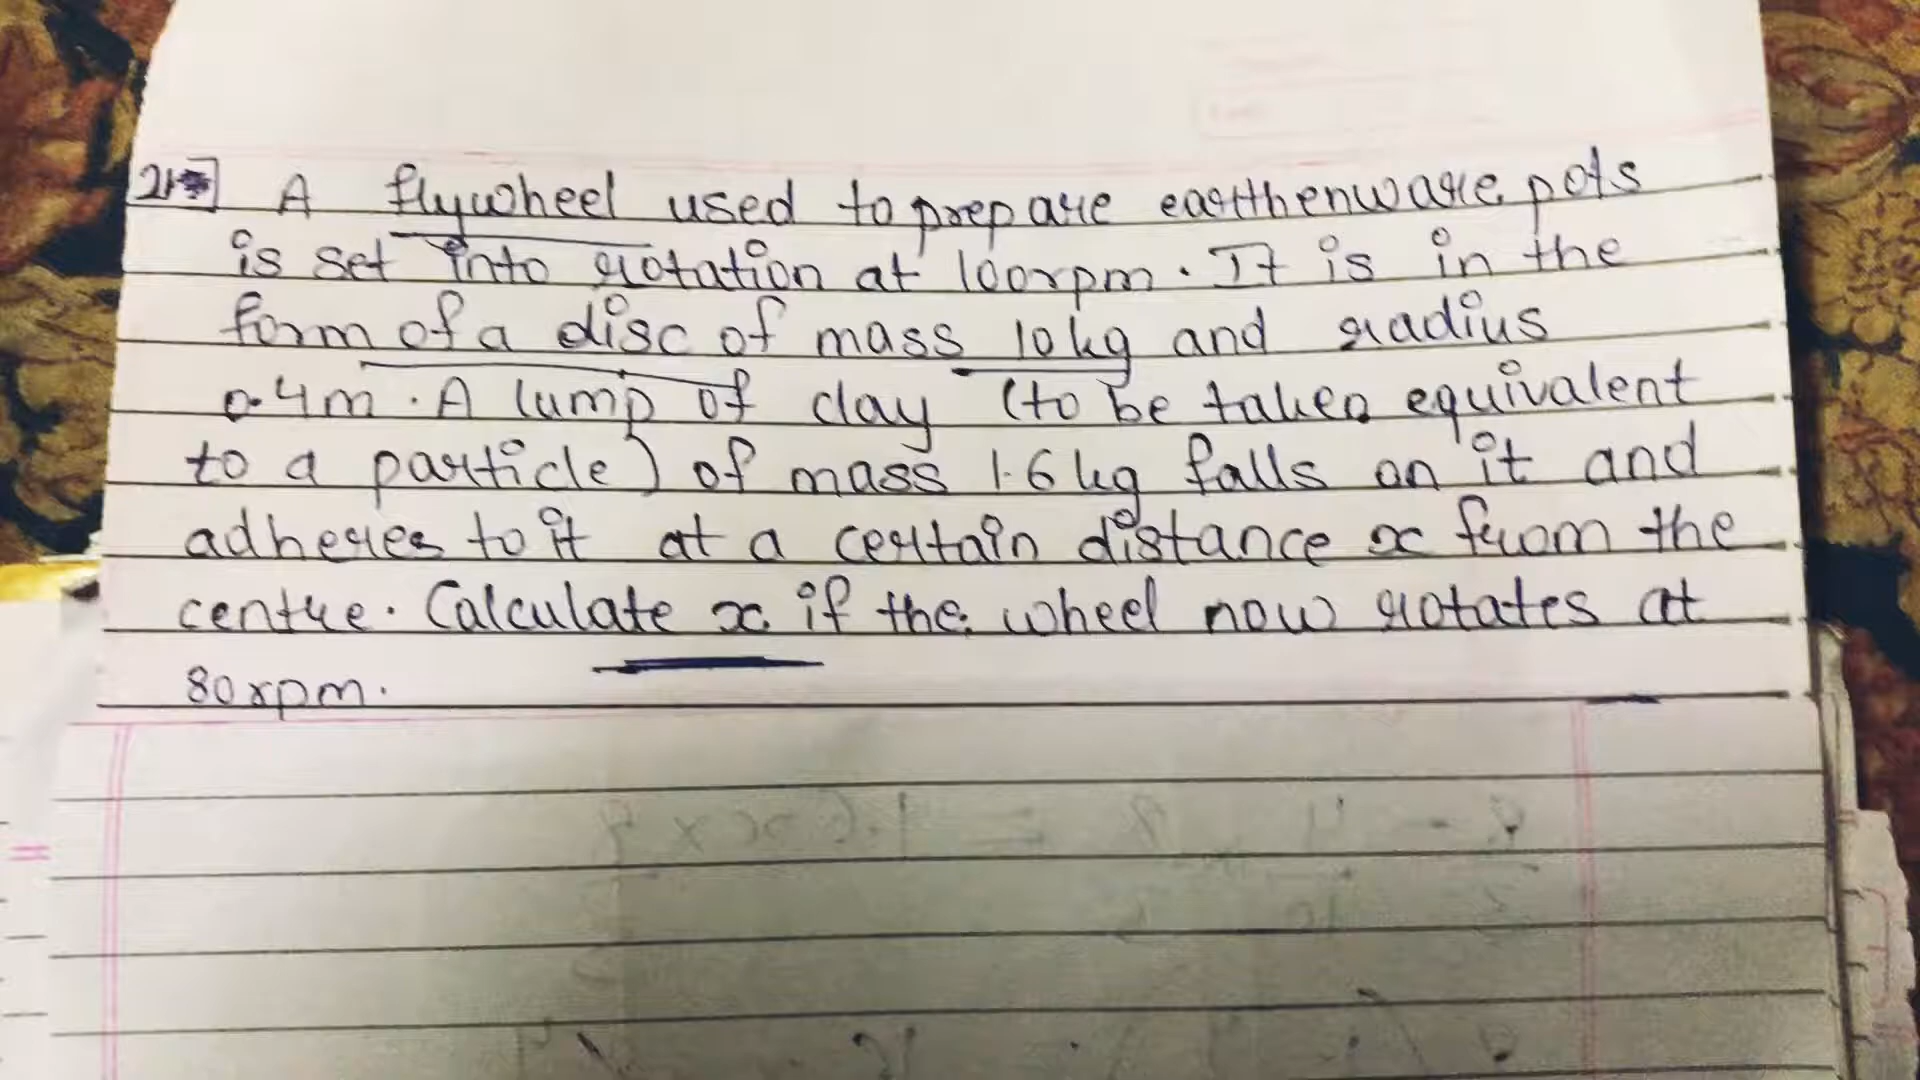 21
A flywheel used to prepare earthenware pots
is set into rotation at 100rpm. It is in the
form of a disc of mass 10kg and radius
0.4m. A lump of clay (to be taken equivalent
to a particle) of mass 1.6kg falls on it and
adheres to it at a certain distance x from the
centre. Calculate x if the wheel now rotates at
80rpm.